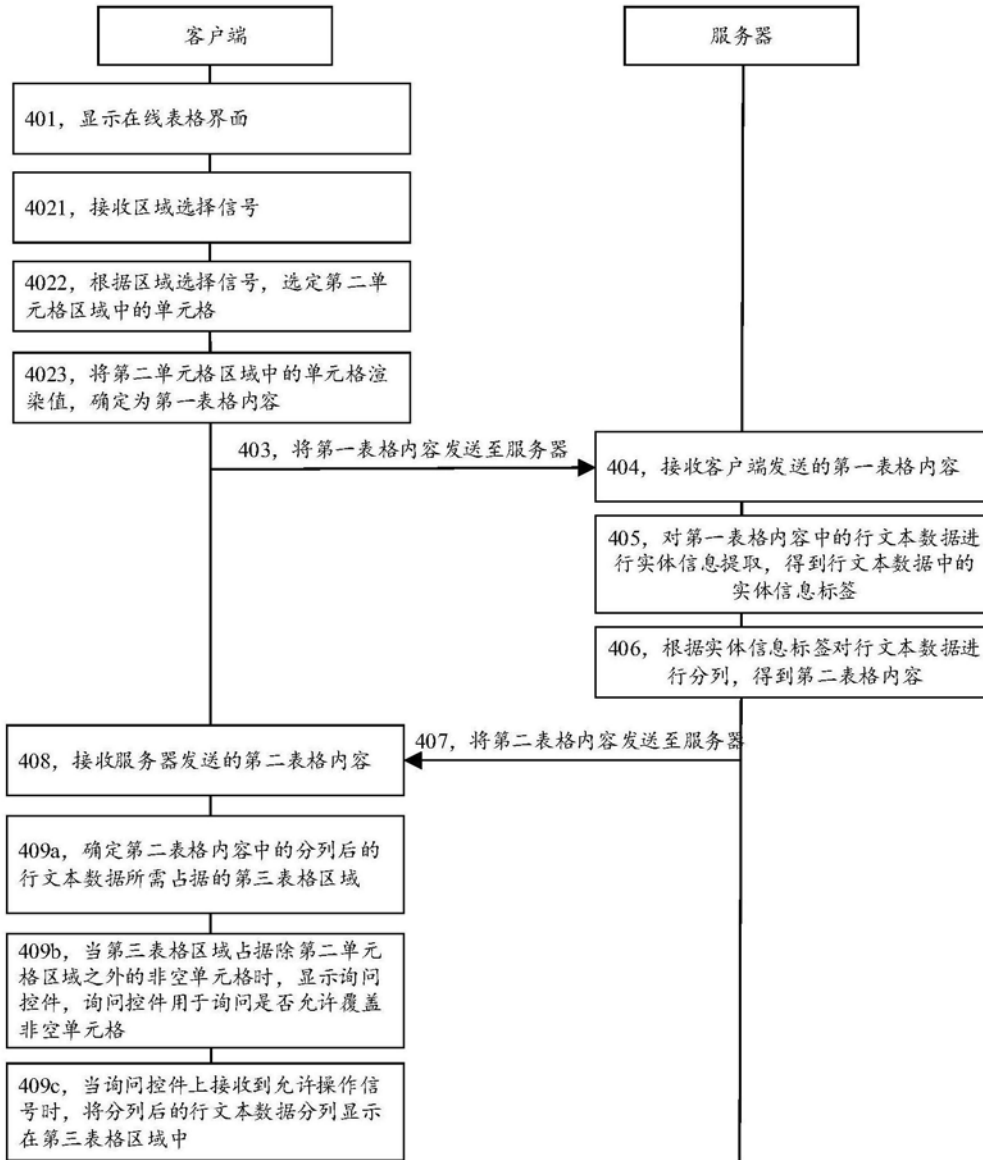 客户端
服务器
401，显示在线表格界面
4021，接收区域选择信号
4022，根据区域选择信号，选定第二单
元格区域中的单元格
4023，将第二单元格区域中的单元格渲
染值，确定为第一表格内容
403，将第一表格内容发送至服务器
404，接收客户端发送的第一表格内容
405，对第一表格内容中的行文本数据进
行实体信息提取，得到行文本数据中的
实体信息标签
406，根据实体信息标签对行文本数据进
行分列，得到第二表格内容
407，将第二表格内容发送至服务器
408，接收服务器发送的第二表格内容
409a，确定第二表格内容中的分列后的
行文本数据所需占据的第三表格区域
409b，当第三表格区域占据除第二单元
格区域之外的非空单元格时，显示询问
控件，询问控件用于询问是否允许覆盖
非空单元格
409c，当询问控件上接收到允许操作信
号时，将分列后的行文本数据分列显示
在第三表格区域中